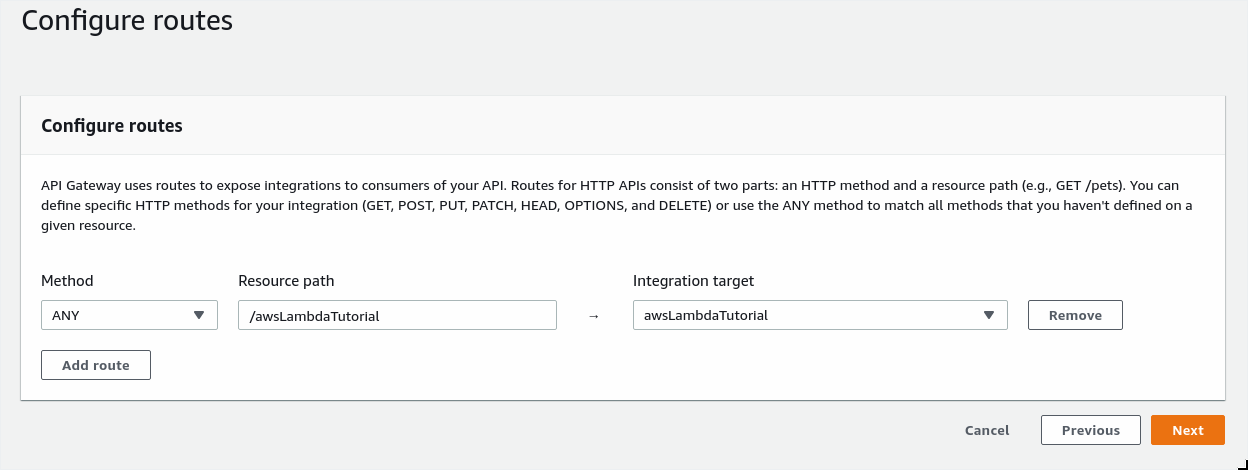 Configure routes
Configure routes
API Gateway uses routes to expose integrations to consumers of your API. Routes for HTTP APIs consist of two parts: an HTTP method and a resource path (e.g., GET /pets). You can
define specific HTTP methods for your integration (GET, POST, PUT, PATCH, HEAD, OPTIONS, and DELETE) or use the ANY method to match all methods that you haven't defined on a
given resource.
Method Resource path Integration target
ANY /awsLambdaTutorial → awsLambdaTutorial Remove
Add route
Cancel Previous Next